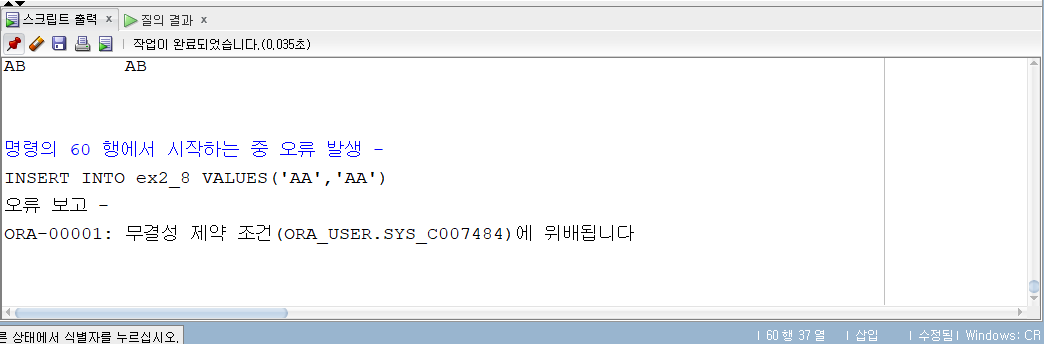 스크립트 출력 x 질의 결과 x
작업이 완료되었습니다.(0,035초)
AB AB
명령의 60 행에서 시작하는 중 오류 발생 -
INSERT INTO ex2_8 VALUES('AA','AA')
오류 보고 -
ORA-00001: 무결성 제약 조건(ORA_USER.SYS_C007484)에 위배됩니다
른 상태에서 식별자를 누르십시오.
60 행 37 열 삽입 수정됨 Windows: CR